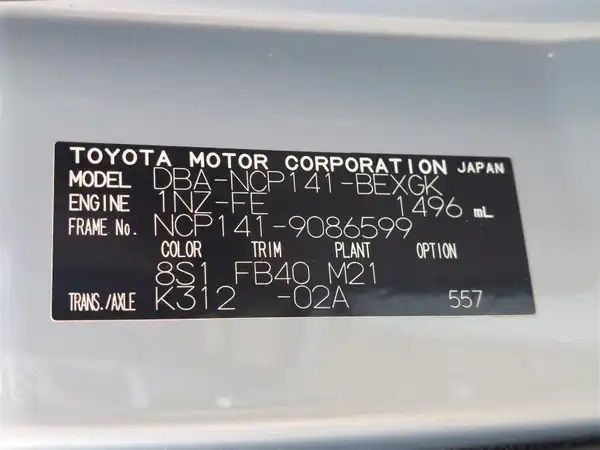 TOYOTA MOTOR CORPORATION JAPAN
MODEL DBA-NCP141-BEXGK
ENGINE 1NZ-FE 1496 mL
FRAME No. NCP141-9086599
COLOR TRIM PLANT OPTION
8S1 FB40 M21
TRANS./AXLE K312 -02A 557